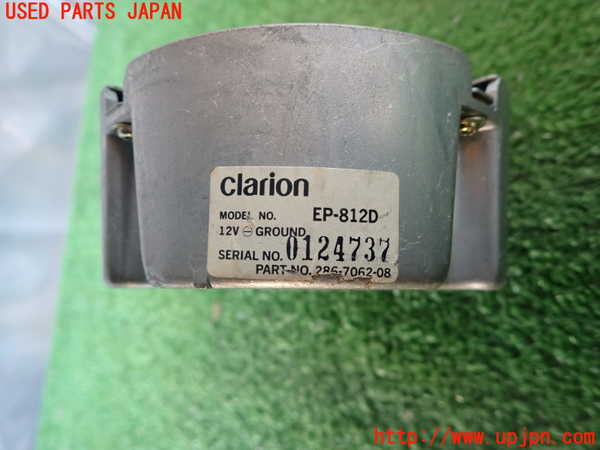 USED PARTS JAPAN
clarion
MODEL NO. EP-812D
12V ⊖ GROUND
SERIAL NO. 0124737
PART NO. 286-7062-08
http://www.upjpn.com/